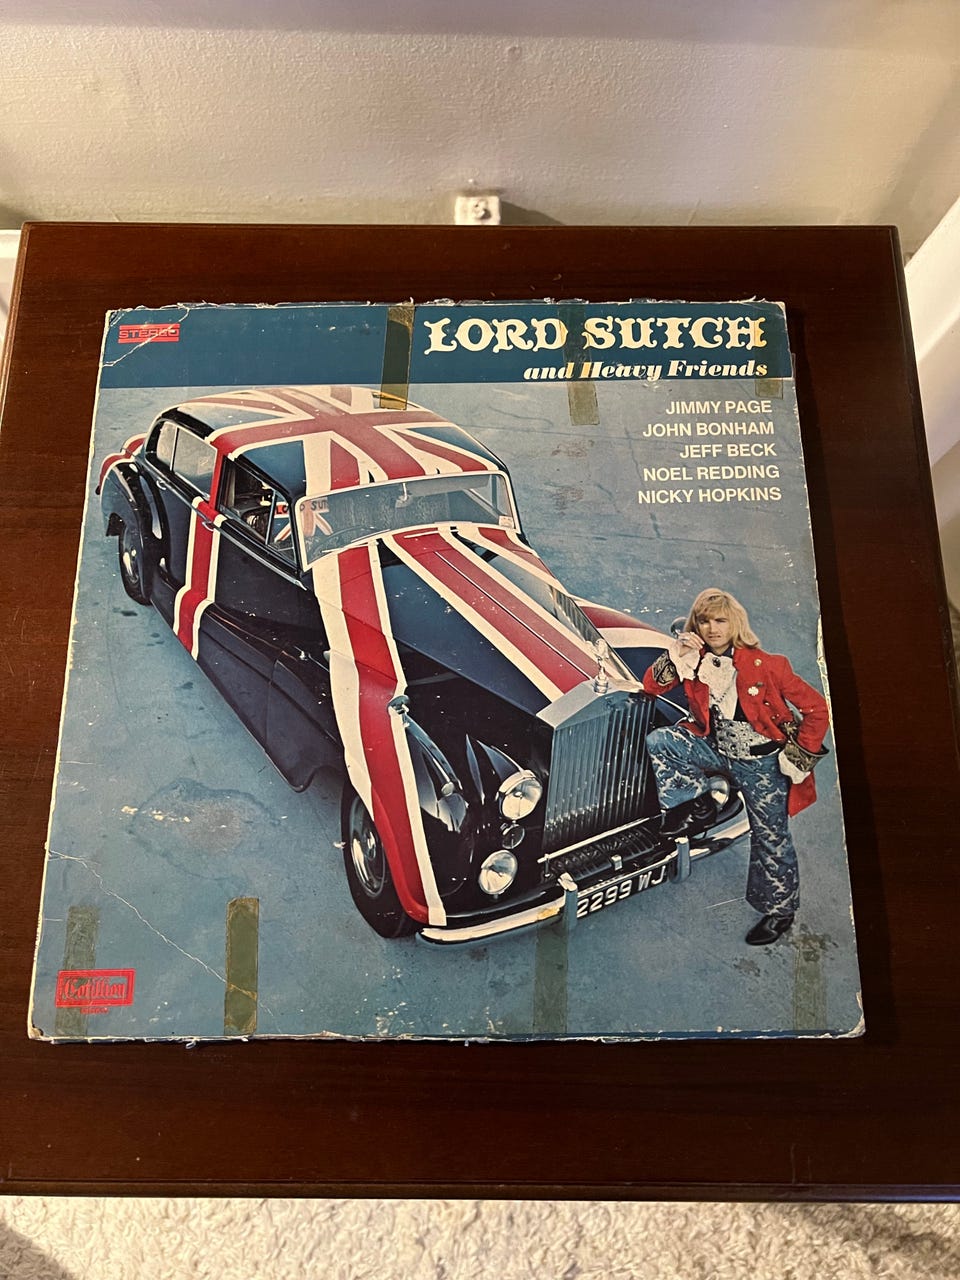 STEREO
LORD SUTCH
and Heavy Friends
JIMMY PAGE
JOHN BONHAM
JEFF BECK
NOEL REDDING
NICKY HOPKINS
2299 WJ
Cotillion